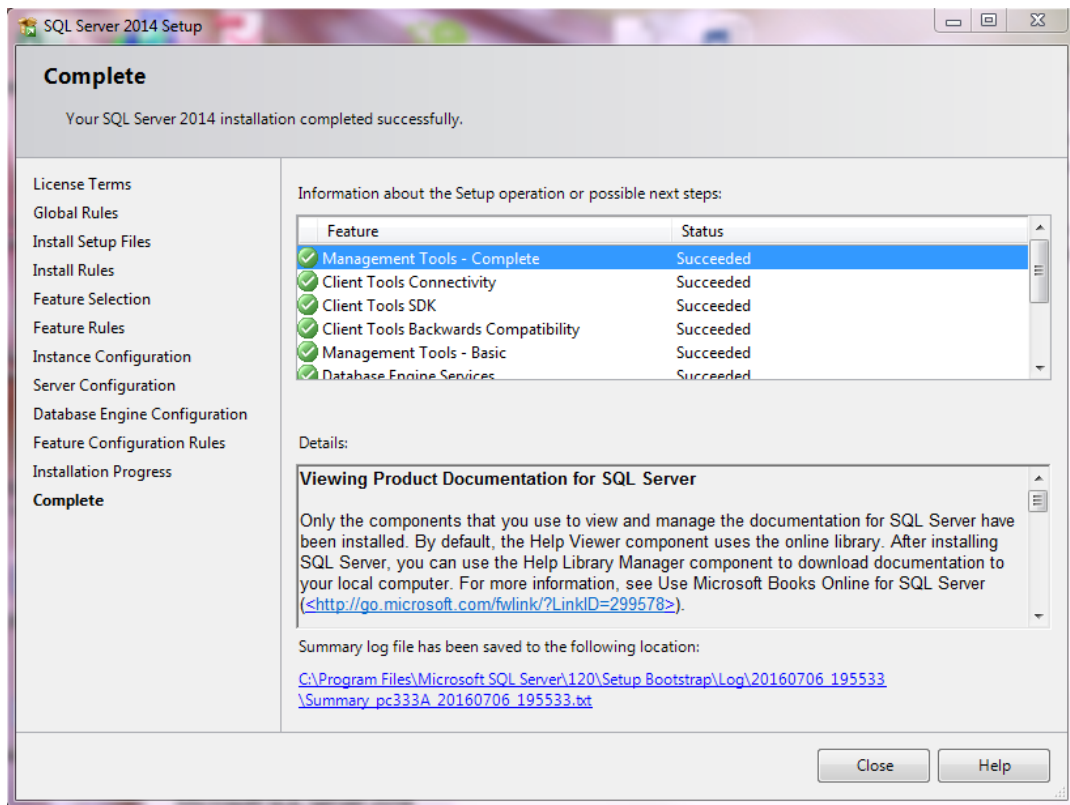 SQL Server 2014 Setup
Complete
Your SQL Server 2014 installation completed successfully.
License Terms
Global Rules
Install Setup Files
Install Rules
Feature Selection
Feature Rules
Instance Configuration
Server Configuration
Database Engine Configuration
Feature Configuration Rules
Installation Progress
Complete
Information about the Setup operation or possible next steps:
Feature Status
Management Tools - Complete Succeeded
Client Tools Connectivity Succeeded
Client Tools SDK Succeeded
Client Tools Backwards Compatibility Succeeded
Management Tools - Basic Succeeded
Database Engine Services Succeeded
Details:
Viewing Product Documentation for SQL Server
Only the components that you use to view and manage the documentation for SQL Server have
been installed. By default, the Help Viewer component uses the online library. After installing
SQL Server, you can use the Help Library Manager component to download documentation to
your local computer. For more information, see Use Microsoft Books Online for SQL Server
(<http://go.microsoft.com/fwlink/?LinkID=299578>).
Summary log file has been saved to the following location:
C:\Program Files\Microsoft SQL Server\120\Setup Bootstrap\Log\20160706_195533
\Summary_pc333A_20160706_195533.txt
Close Help